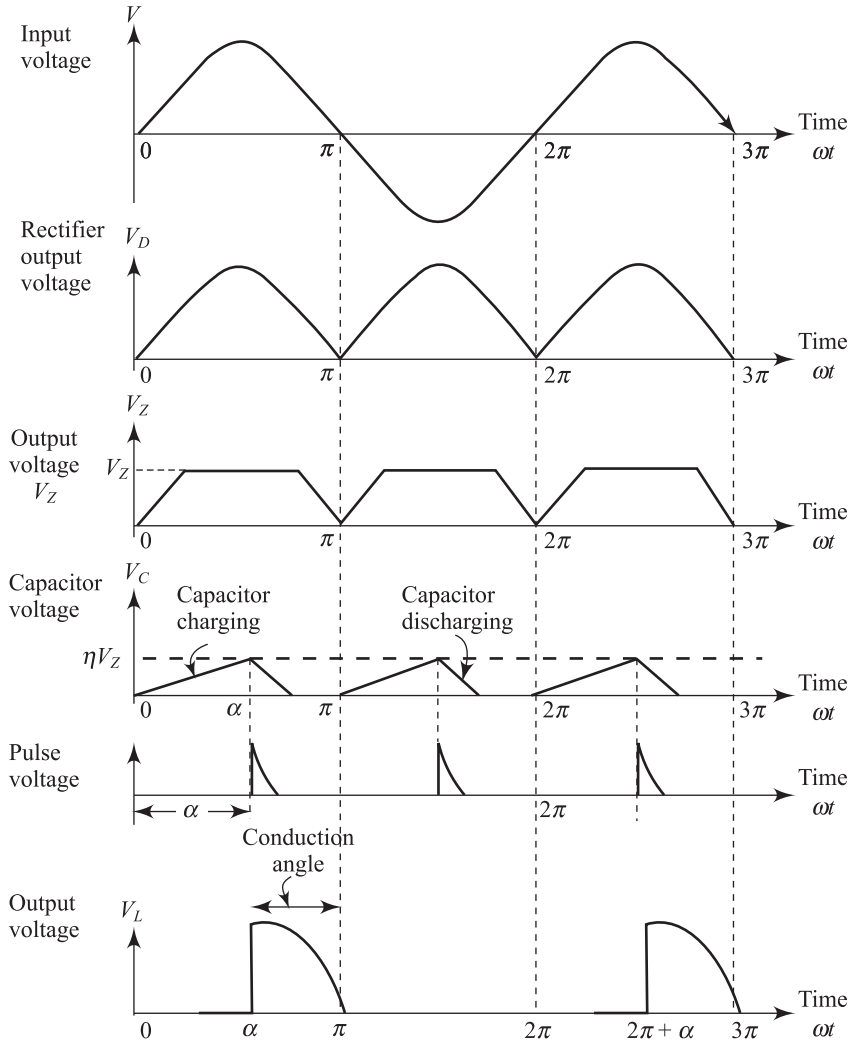 V
Input
voltage
Time
ωt
0
π
2π
3π
Rectifier
output
voltage
V_D
Time
ωt
0
π
2π
3π
V_Z
Output
voltage
V_Z
V_Z
Time
ωt
0
π
2π
3π
V_C
Capacitor
voltage
Capacitor
charging
Capacitor
discharging
ηV_Z
Time
ωt
0
α
π
2π
3π
Pulse
voltage
Time
ωt
α
2π
Conduction
angle
Output
voltage
V_L
Time
ωt
0
α
π
2π
2π + α
3π